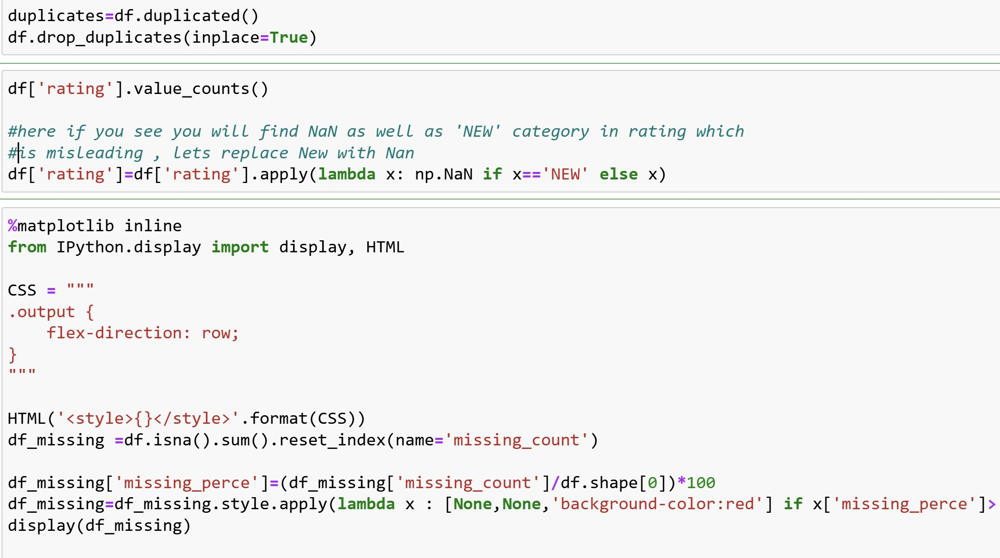 duplicates=df.duplicated()
df.drop_duplicates(inplace=True)
df['rating'].value_counts()
#here if you see you will find NaN as well as 'NEW' category in rating which
#is misleading , lets replace New with Nan
df['rating']=df['rating'].apply(lambda x: np.NaN if x=='NEW' else x)
%matplotlib inline
from IPython.display import display, HTML
CSS = """
.output {
    flex-direction: row;
}
"""
HTML('<style>{}</style>'.format(CSS))
df_missing =df.isna().sum().reset_index(name='missing_count')
df_missing['missing_perce']=(df_missing['missing_count']/df.shape[0])*100
df_missing=df_missing.style.apply(lambda x : [None,None,'background-color:red'] if x['missing_perce']>
display(df_missing)